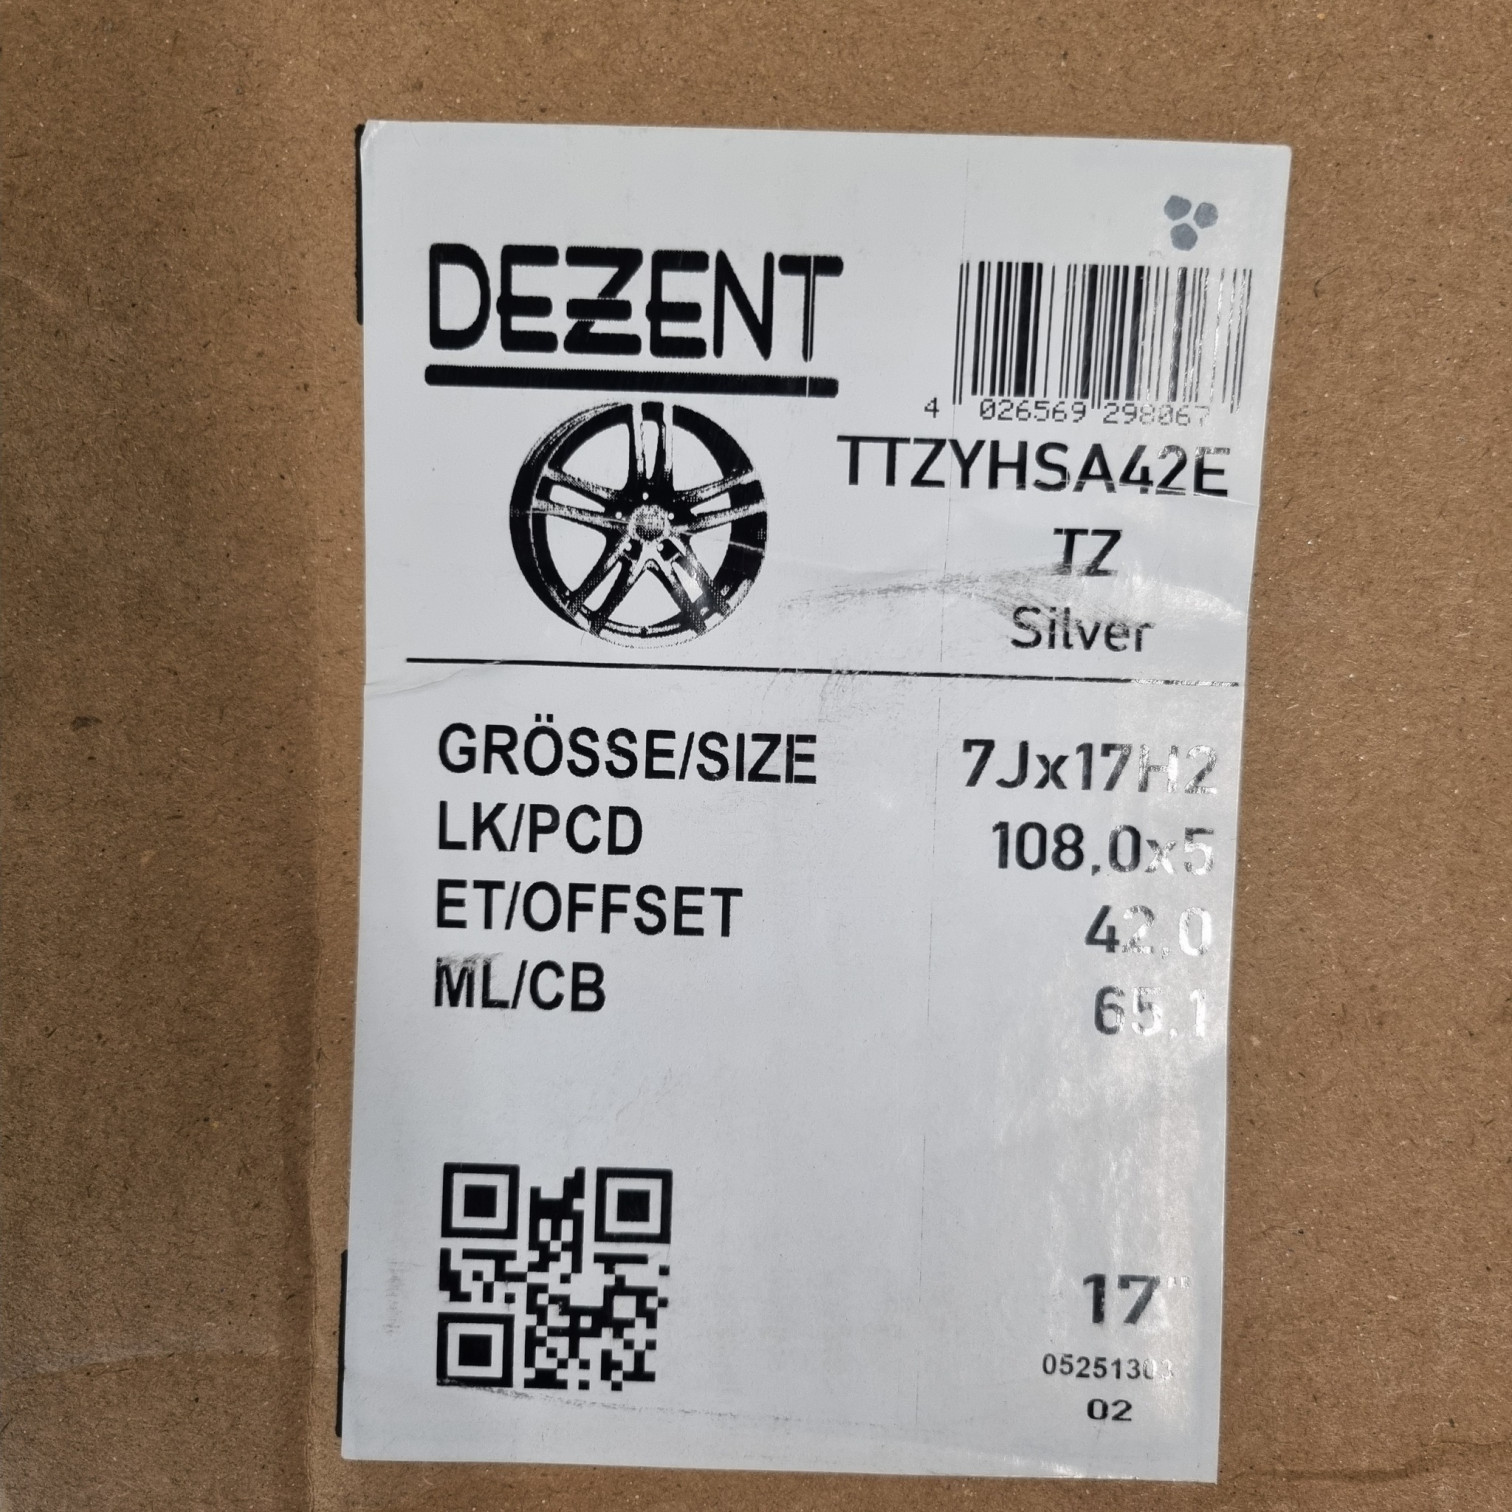 DEZENT
4 026569 298067
TTZYHSA42E
TZ
Silver
GRÖSSE/SIZE 7Jx17H2
LK/PCD 108,0x5
ET/OFFSET 42,0
ML/CB 65,1
17"
02